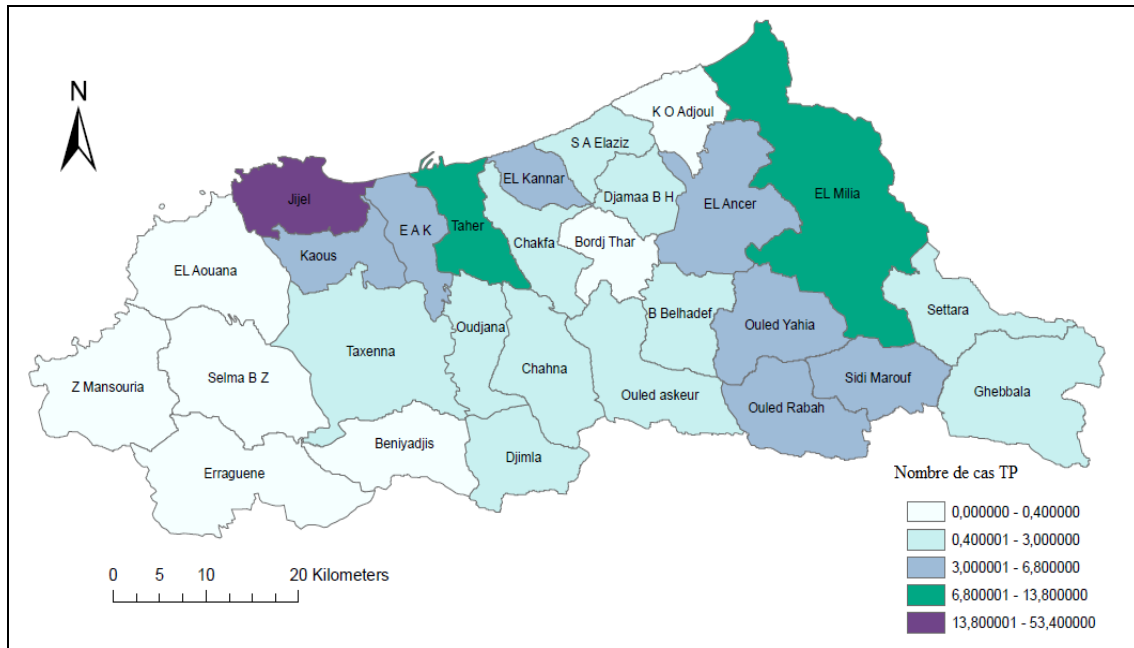 N
K O Adjoul
S A Elaziz
EL Kannar
Djamaa B H
EL Milia
Jijel
EL Ancer
E A K
Taher
Chakfa
Bordj Thar
Kaous
EL Aouana
Settara
B Belhadef
Ouled Yahia
Oudjana
Taxenna
Chahna
Sidi Marouf
Z Mansouria
Selma B Z
Ghebbala
Ouled askeur
Ouled Rabah
Beniyadjis
Djimla
Erraguene
Nombre de cas TP
0,000000 - 0,400000
0,400001 - 3,000000
3,000001 - 6,800000
6,800001 - 13,800000
13,800001 - 53,400000
0 5 10 20 Kilometers